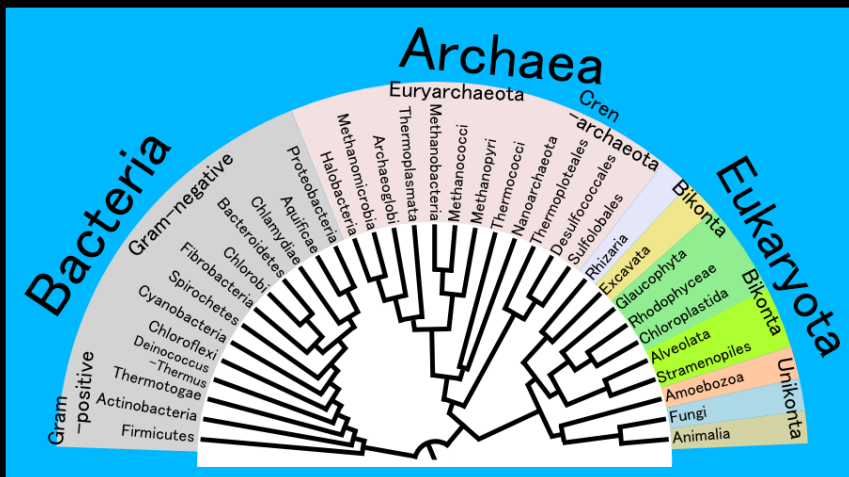 Archaea
Bacteria
Eukaryota
Euryarchaeota
Cren
-archaeota
Gram-negative
Gram
-positive
Bikonta
Bikonta
Unikonta
Firmicutes
Actinobacteria
Thermotogae
Deinococcus
-Thermus
Chloroflexi
Cyanobacteria
Spirochetes
Fibrobacteria
Chlorobi
Bacteroidetes
Chlamydiae
Aquificae
Proteobacteria
Halobacteria
Methanomicrobia
Archaeoglobi
Thermoplasmata
Methanobacteria
Methanococci
Methanopyri
Thermococci
Nanoarchaeota
Thermoploteales
Desulfococcales
Sulfolobales
Rhizaria
Excavata
Glaucophyta
Rhodophyceae
Chloroplastida
Alveolata
Stramenopiles
Amoebozoa
Fungi
Animalia